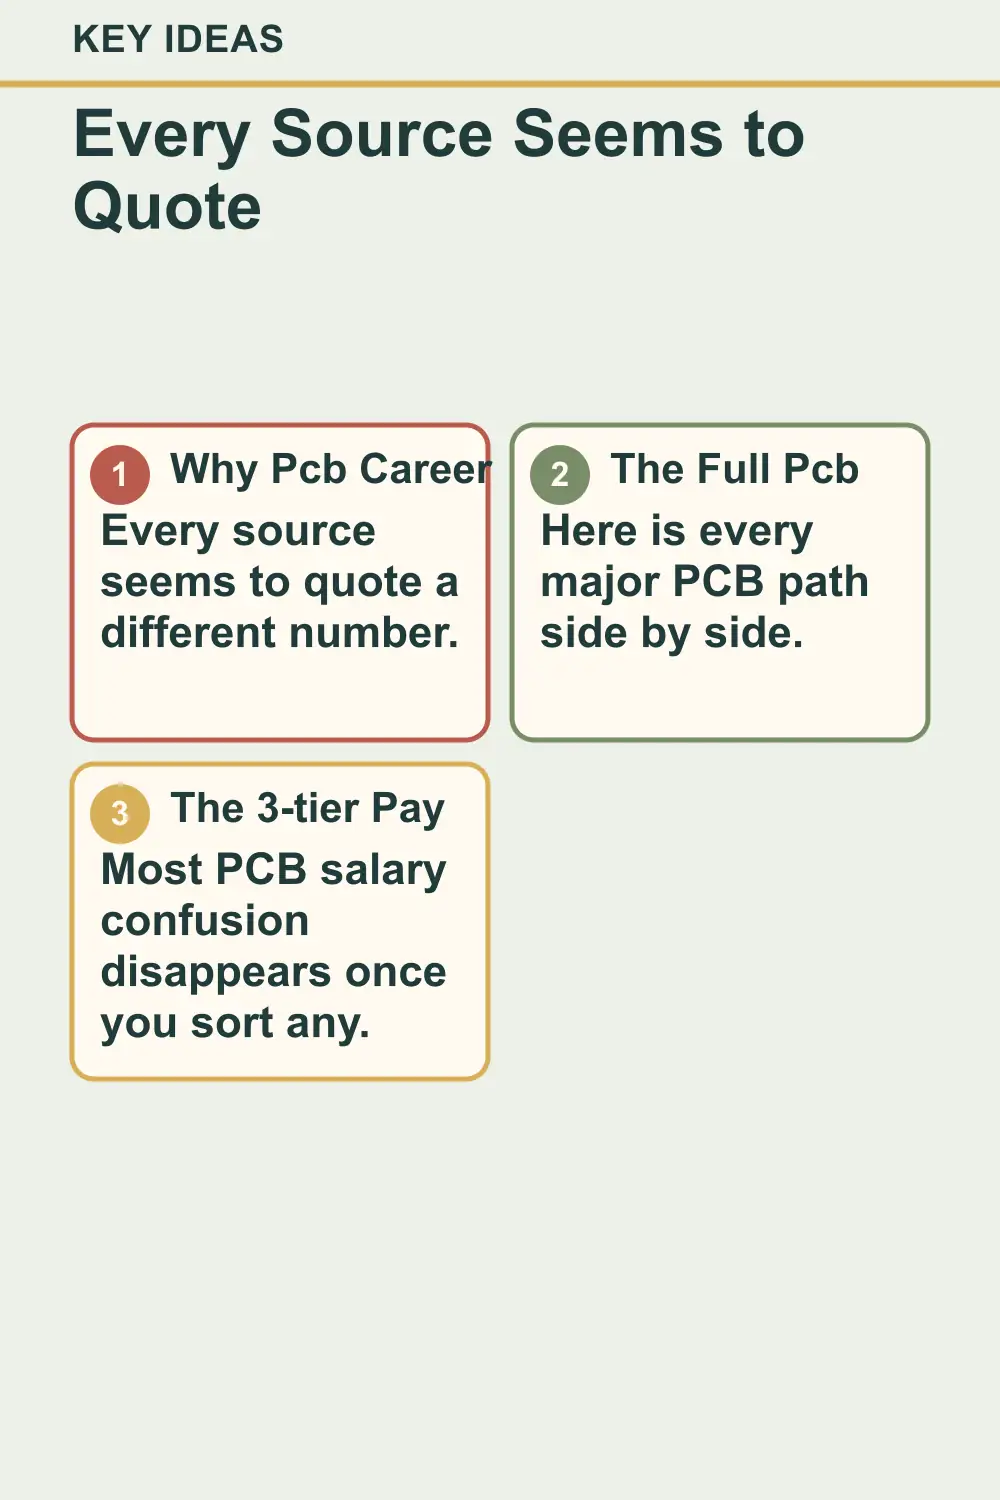 KEY IDEAS
Every Source Seems to
Quote
1 Why Pcb Career
Every source
seems to quote a
different number.
2 The Full Pcb
Here is every
major PCB path
side by side.
3 The 3-tier Pay
Most PCB salary
confusion
disappears once
you sort any.